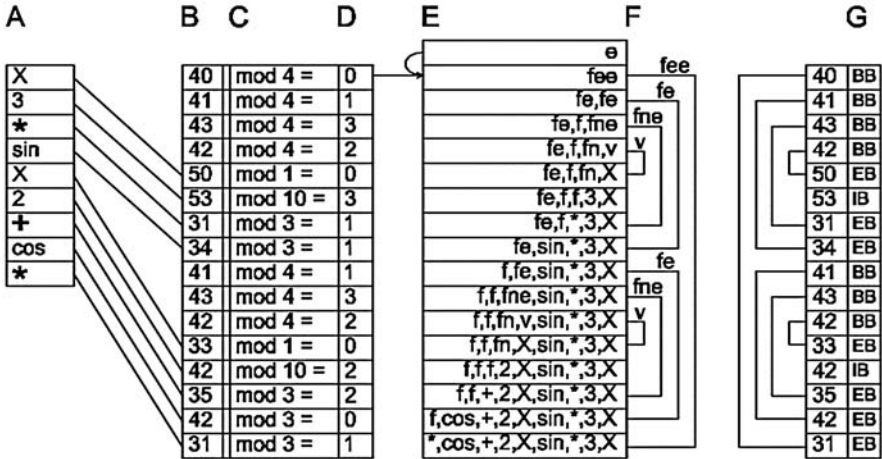 A B C D E F G
e
X 40 mod 4 = 0 fee fee 40 BB
3 41 mod 4 = 1 fe,fe fe 41 BB
* 43 mod 4 = 3 fe,f,fne fne 43 BB
sin 42 mod 4 = 2 fe,f,fn,v v 42 BB
X 50 mod 1 = 0 fe,f,fn,X 50 EB
2 53 mod 10 = 3 fe,f,f,3,X 53 IB
+ 31 mod 3 = 1 fe,f,*,3,X 31 EB
cos 34 mod 3 = 1 fe,sin,*,3,X 34 EB
* 41 mod 4 = 1 f,fe,sin,*,3,X fe 41 BB
43 mod 4 = 3 f,f,fne,sin,*,3,X fne 43 BB
42 mod 4 = 2 f,f,fn,v,sin,*,3,X v 42 BB
33 mod 1 = 0 f,f,fn,X,sin,*,3,X 33 EB
42 mod 10 = 2 f,f,f,2,X,sin,*,3,X 42 IB
35 mod 3 = 2 f,f,+,2,X,sin,*,3,X 35 EB
42 mod 3 = 0 f,cos,+,2,X,sin,*,3,X 42 EB
31 mod 3 = 1 *,cos,+,2,X,sin,*,3,X 31 EB